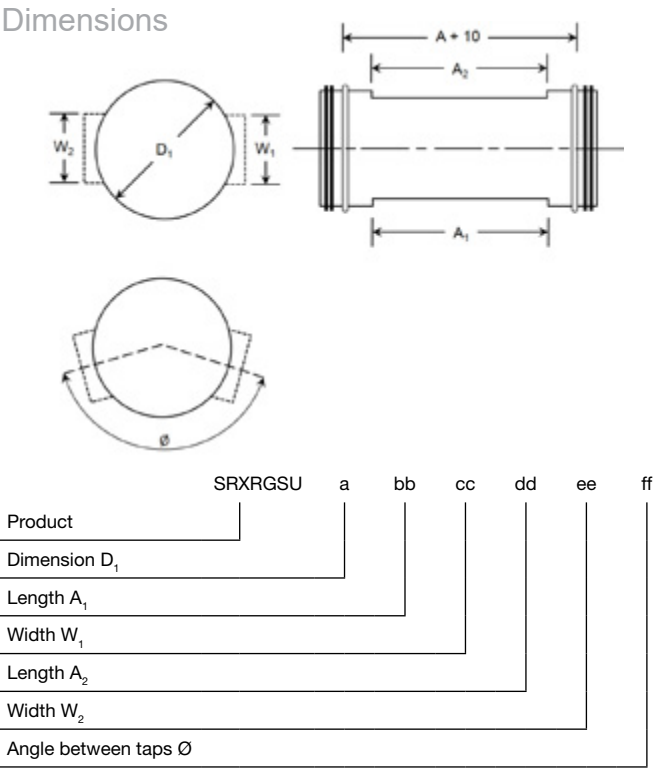 Dimensions
A + 10
A₂
W₂
D₁
W₁
A₁
Ø
SRXRGSU a bb cc dd ee ff
Product
Dimension D₁
Length A₁
Width W₁
Length A₂
Width W₂
Angle between taps Ø